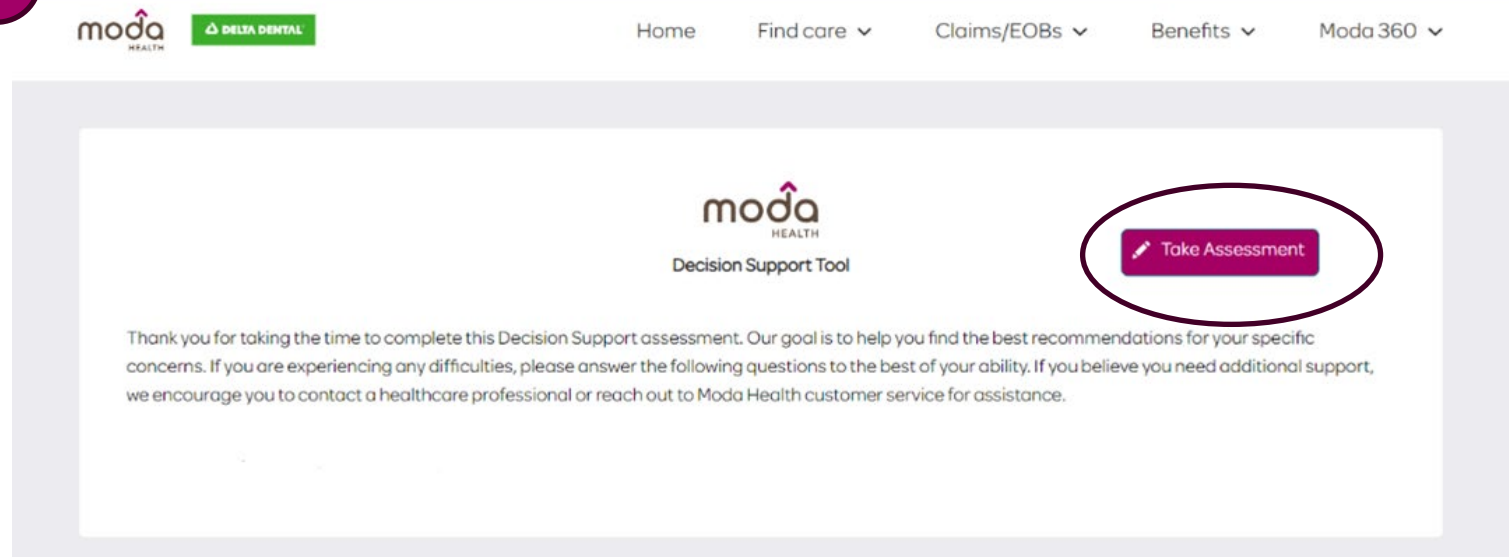 moda
HEALTH
DELTA DENTAL
Home
Find care
Claims/EOBs
Benefits
Moda 360
moda
HEALTH
Decision Support Tool
Take Assessment
Thank you for taking the time to complete this Decision Support assessment. Our goal is to help you find the best recommendations for your specific
concerns. If you are experiencing any difficulties, please answer the following questions to the best of your ability. If you believe you need additional support,
we encourage you to contact a healthcare professional or reach out to Moda Health customer service for assistance.